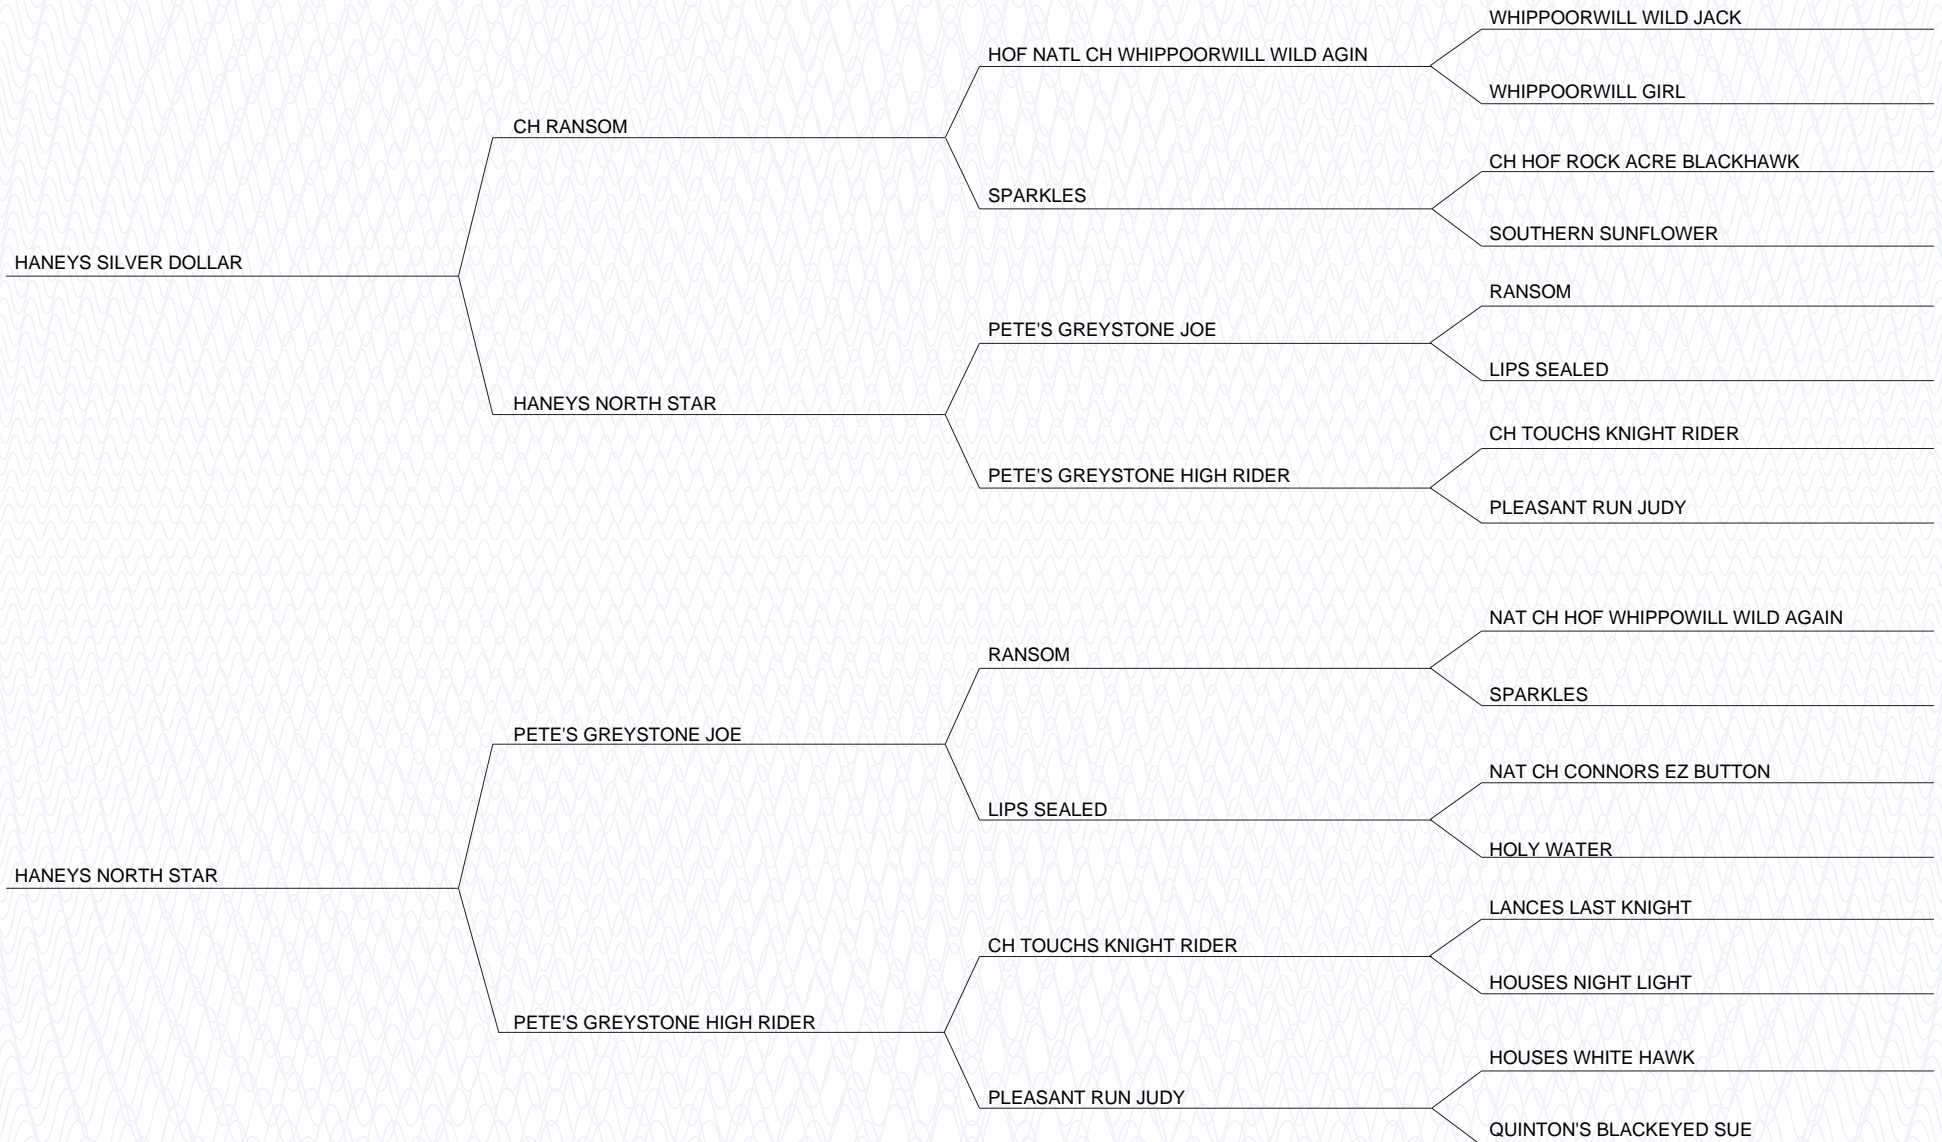 WHIPPOORWILL WILD JACK
HOF NATL CH WHIPPOORWILL WILD AGIN
WHIPPOORWILL GIRL
CH RANSOM
CH HOF ROCK ACRE BLACKHAWK
SPARKLES
SOUTHERN SUNFLOWER
HANEYS SILVER DOLLAR
RANSOM
PETE'S GREYSTONE JOE
LIPS SEALED
HANEYS NORTH STAR
CH TOUCHS KNIGHT RIDER
PETE'S GREYSTONE HIGH RIDER
PLEASANT RUN JUDY
NAT CH HOF WHIPPOWILL WILD AGAIN
RANSOM
SPARKLES
PETE'S GREYSTONE JOE
NAT CH CONNORS EZ BUTTON
LIPS SEALED
HOLY WATER
HANEYS NORTH STAR
LANCES LAST KNIGHT
CH TOUCHS KNIGHT RIDER
HOUSES NIGHT LIGHT
PETE'S GREYSTONE HIGH RIDER
HOUSES WHITE HAWK
PLEASANT RUN JUDY
QUINTON'S BLACKEYED SUE